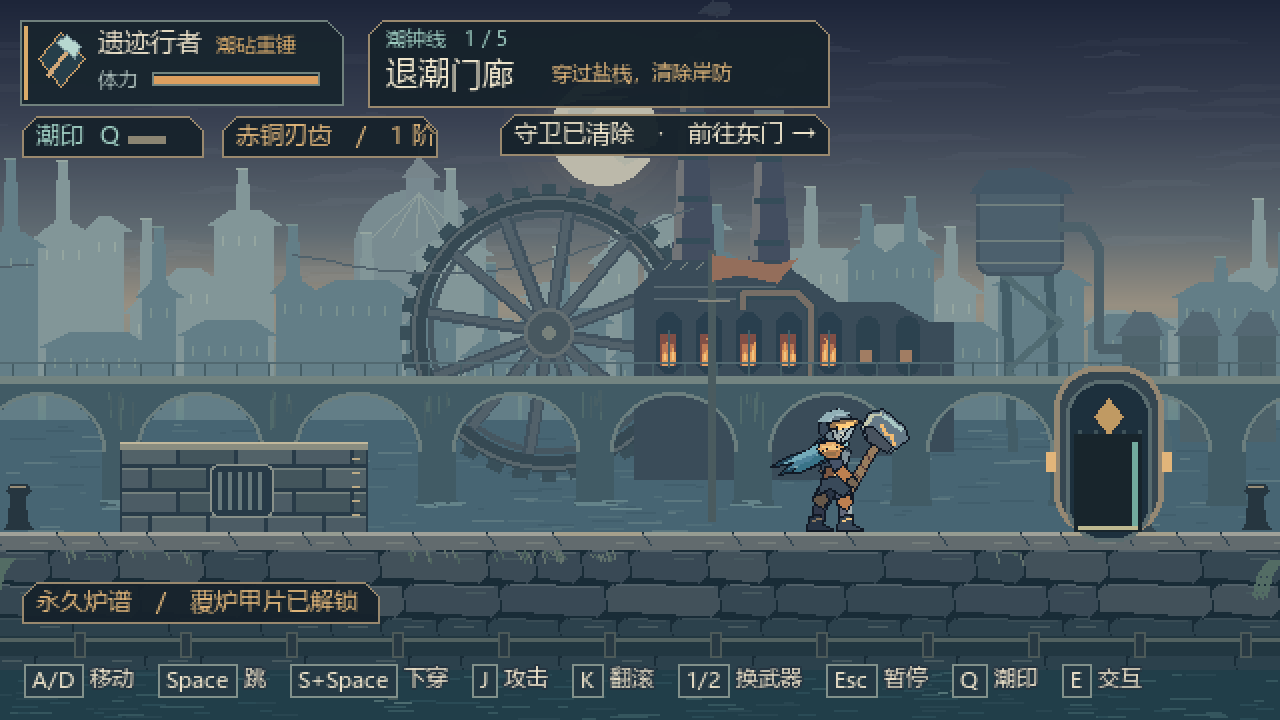 遗迹行者 潮砧重锤
体力
潮钟线 1/5
退潮门廊 穿过盐栈，清除岸防
潮印 Q
赤铜刃齿 / 1 阶
守卫已清除 · 前往东门 →
永久炉谱 / 覆炉甲片已解锁
A/D 移动 Space 跳 S+Space 下穿 J 攻击 K 翻滚 1/2 换武器 Esc 暂停 Q 潮印 E 交互